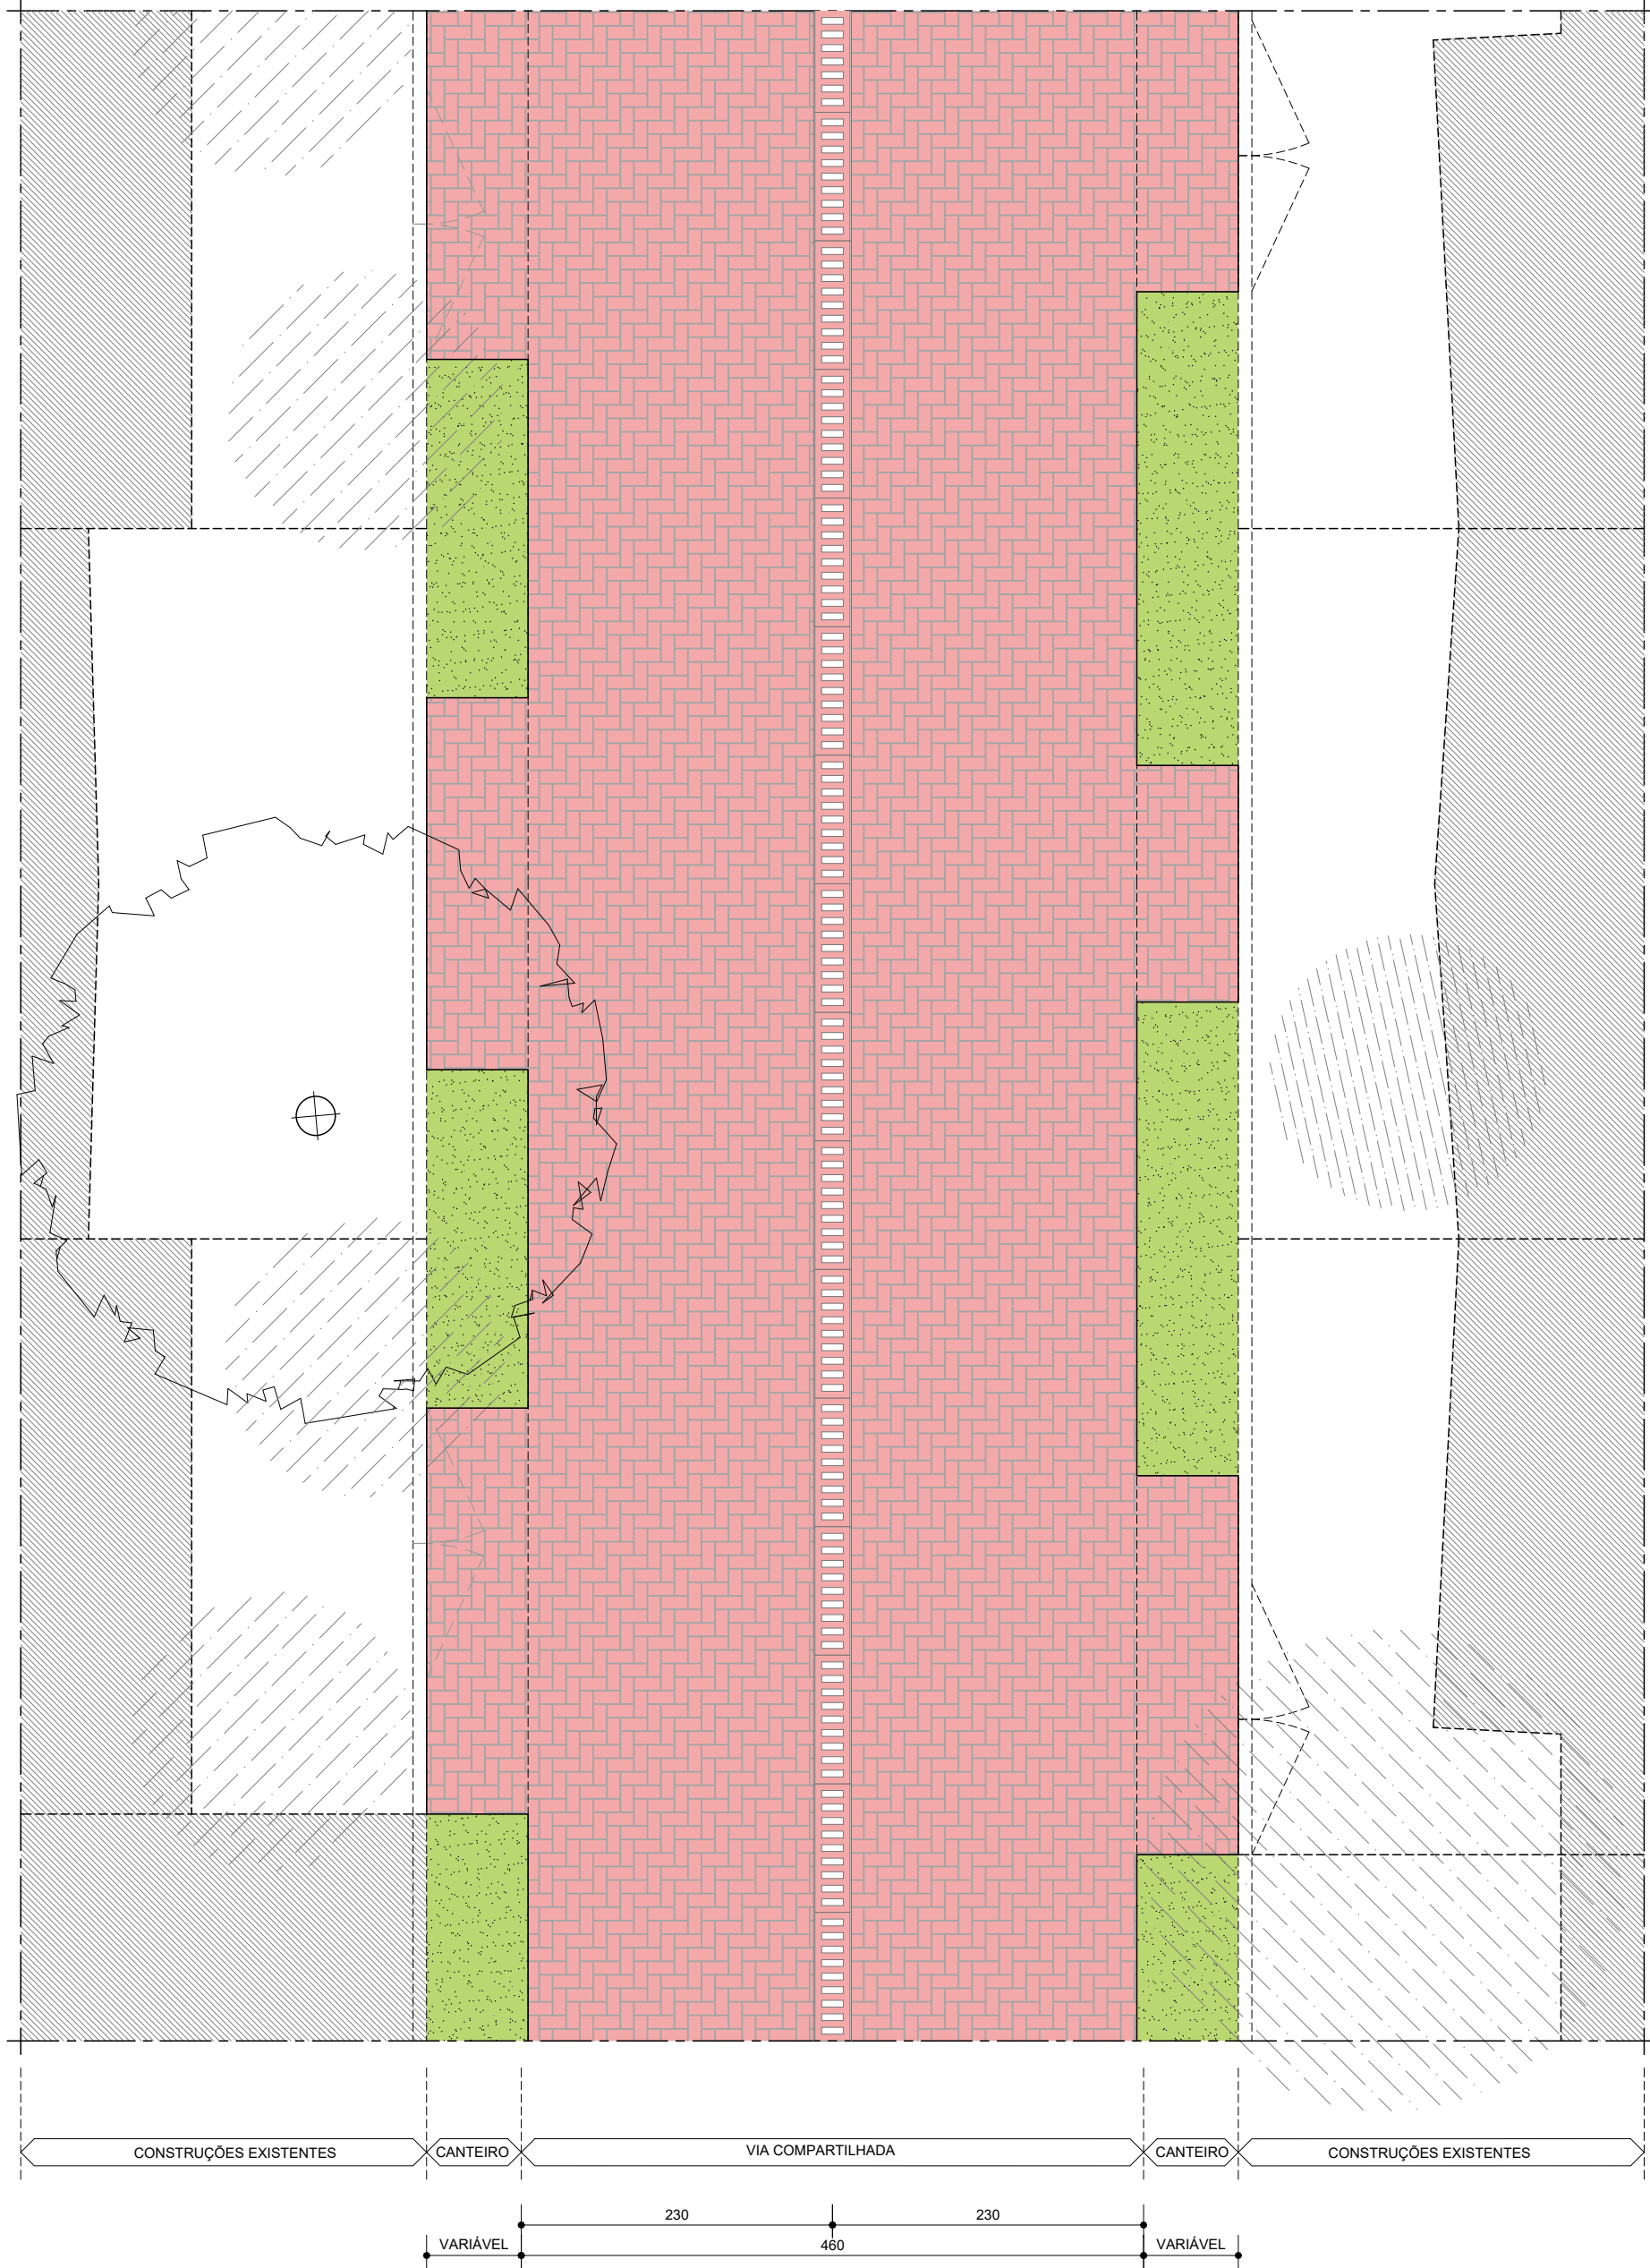 CONSTRUÇÕES EXISTENTES CANTEIRO VIA COMPARTILHADA CANTEIRO CONSTRUÇÕES EXISTENTES
230 230
VARIÁVEL 460 VARIÁVEL